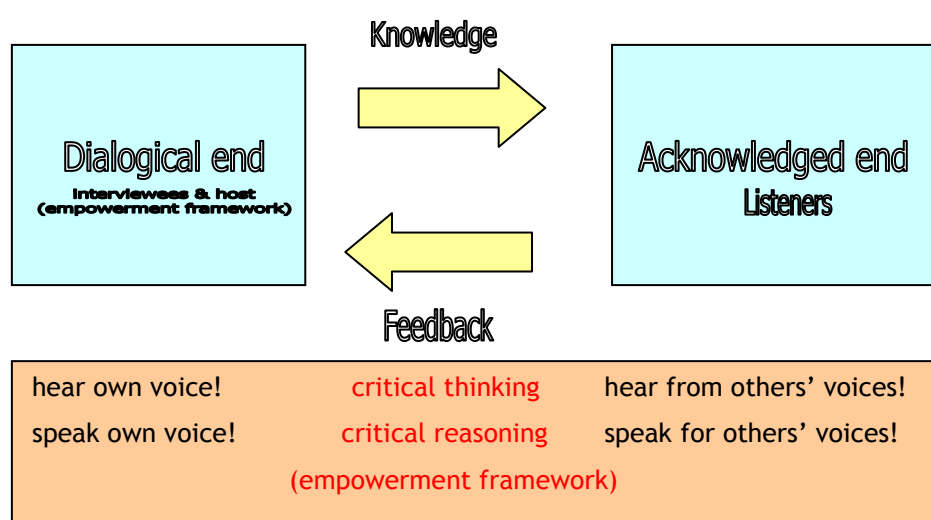 Knowledge
Dialogical end
interviewees & host
(empowerment framework)
Acknowledged end
Listeners
Feedback
hear own voice! critical thinking hear from others’ voices!
speak own voice! critical reasoning speak for others’ voices!
(empowerment framework)